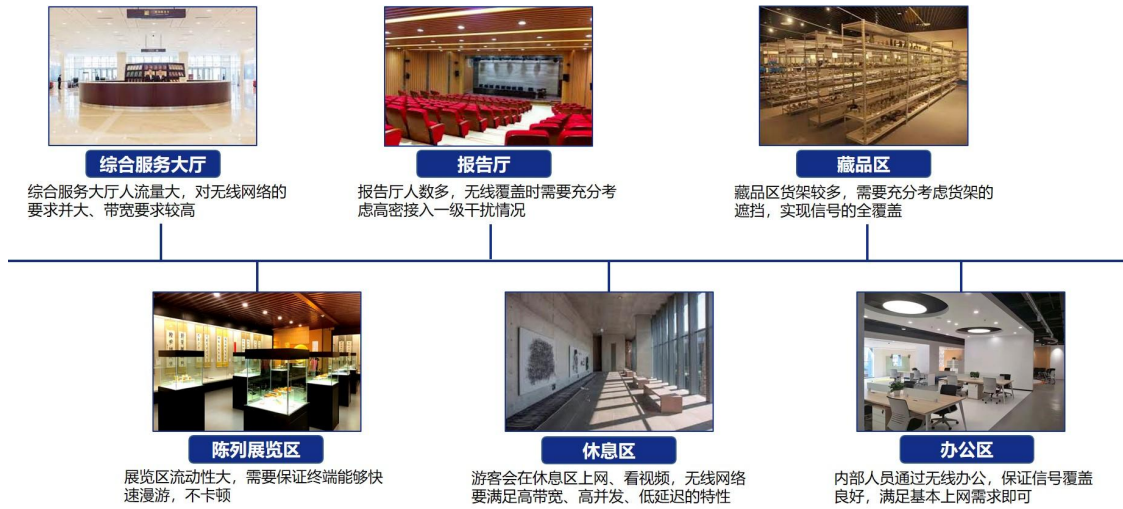 综合服务大厅
综合服务大厅人流量大，对无线网络的
要求并大、带宽要求较高
报告厅
报告厅人数多，无线覆盖时需要充分考
虑高密接入一级干扰情况
藏品区
藏品区货架较多，需要充分考虑货架的
遮挡，实现信号的全覆盖
陈列展览区
展览区流动性大，需要保证终端能够快
速漫游，不卡顿
休息区
游客会在休息区上网、看视频，无线网络
要满足高带宽、高并发、低延迟的特性
办公区
内部人员通过无线办公，保证信号覆盖
良好，满足基本上网需求即可